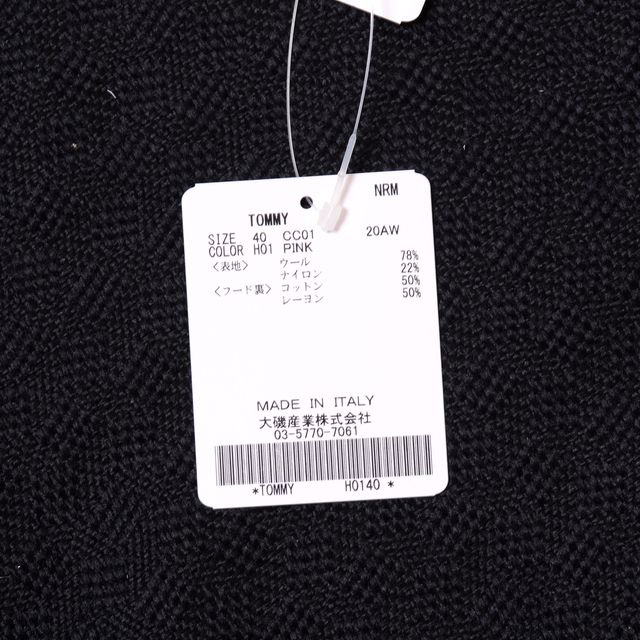 NRM
TOMMY
SIZE 40 CC01 20AW
COLOR H01 PINK
〈表地〉 ウール 78%
ナイロン 22%
〈フード裏〉 コットン 50%
レーヨン 50%
MADE IN ITALY
大磯産業株式会社
03-5770-7061
*TOMMY H0140 *